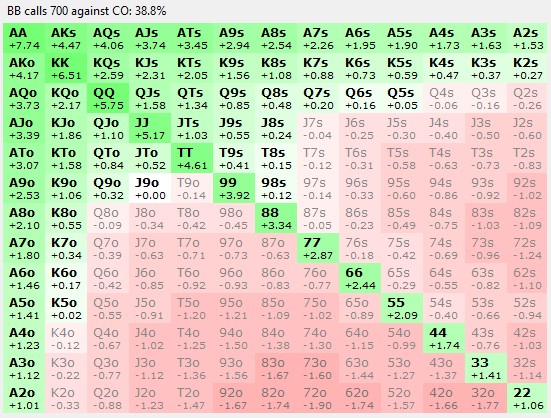 BB calls 700 against CO: 38.8%
AA AKs AQs AJs ATs A9s A8s A7s A6s A5s A4s A3s A2s
+7.74 +4.47 +4.06 +3.74 +3.45 +2.94 +2.54 +2.26 +1.95 +1.90 +1.73 +1.63 +1.53
AKo KK KQs KJs KTs K9s K8s K7s K6s K5s K4s K3s K2s
+4.17 +6.51 +2.59 +2.31 +2.05 +1.56 +1.08 +0.88 +0.73 +0.59 +0.47 +0.37 +0.27
AQo KQo QQ QJs QTs Q9s Q8s Q7s Q6s Q5s Q4s Q3s Q2s
+3.73 +2.17 +5.75 +1.58 +1.34 +0.85 +0.48 +0.20 +0.16 +0.05 -0.06 -0.16 -0.26
AJo KJo QJo JJ JTs J9s J8s J7s J6s J5s J4s J3s J2s
+3.39 +1.86 +1.10 +5.17 +1.03 +0.55 +0.24 -0.04 -0.25 -0.30 -0.40 -0.50 -0.60
ATo KTo QTo JTo TT T9s T8s T7s T6s T5s T4s T3s T2s
+3.07 +1.58 +0.84 +0.52 +4.61 +0.41 +0.15 -0.12 -0.31 -0.58 -0.63 -0.73 -0.83
A9o K9o Q9o J9o T9o 99 98s 97s 96s 95s 94s 93s 92s
+2.53 +1.06 +0.32 +0.00 -0.14 +3.92 +0.12 -0.14 -0.33 -0.57 -0.86 -0.92 -1.02
A8o K8o Q8o J8o T8o 98o 88 87s 86s 85s 84s 83s 82s
+2.10 +0.55 -0.09 -0.34 -0.42 -0.45 +3.34 -0.05 -0.23 -0.49 -0.75 -1.03 -1.09
A7o K7o Q7o J7o T7o 97o 87o 77 76s 75s 74s 73s 72s
+1.80 +0.34 -0.39 -0.63 -0.71 -0.73 -0.63 +2.87 -0.18 -0.42 -0.69 -0.96 -1.24
A6o K6o Q6o J6o T6o 96o 86o 76o 66 65s 64s 63s 62s
+1.46 +0.17 -0.42 -0.85 -0.92 -0.93 -0.83 -0.77 +2.44 -0.29 -0.55 -0.82 -1.10
A5o K5o Q5o J5o T5o 95o 85o 75o 65o 55 54s 53s 52s
+1.41 +0.02 -0.55 -0.91 -1.20 -1.21 -1.09 -1.02 -0.89 +2.09 -0.40 -0.66 -0.94
A4o K4o Q4o J4o T4o 94o 84o 74o 64o 54o 44 43s 42s
+1.23 -0.12 -0.67 -1.02 -1.25 -1.50 -1.38 -1.30 -1.15 -0.99 +1.74 -0.76 -1.03
A3o K3o Q3o J3o T3o 93o 83o 73o 63o 53o 43o 33 32s
+1.12 -0.22 -0.77 -1.12 -1.36 -1.56 -1.67 -1.60 -1.44 -1.27 -1.37 +1.41 -1.14
A2o K2o Q2o J2o T2o 92o 82o 72o 62o 52o 42o 32o 22
+1.01 -0.33 -0.88 -1.23 -1.47 -1.67 -1.74 -1.90 -1.74 -1.57 -1.66 -1.77 +1.06